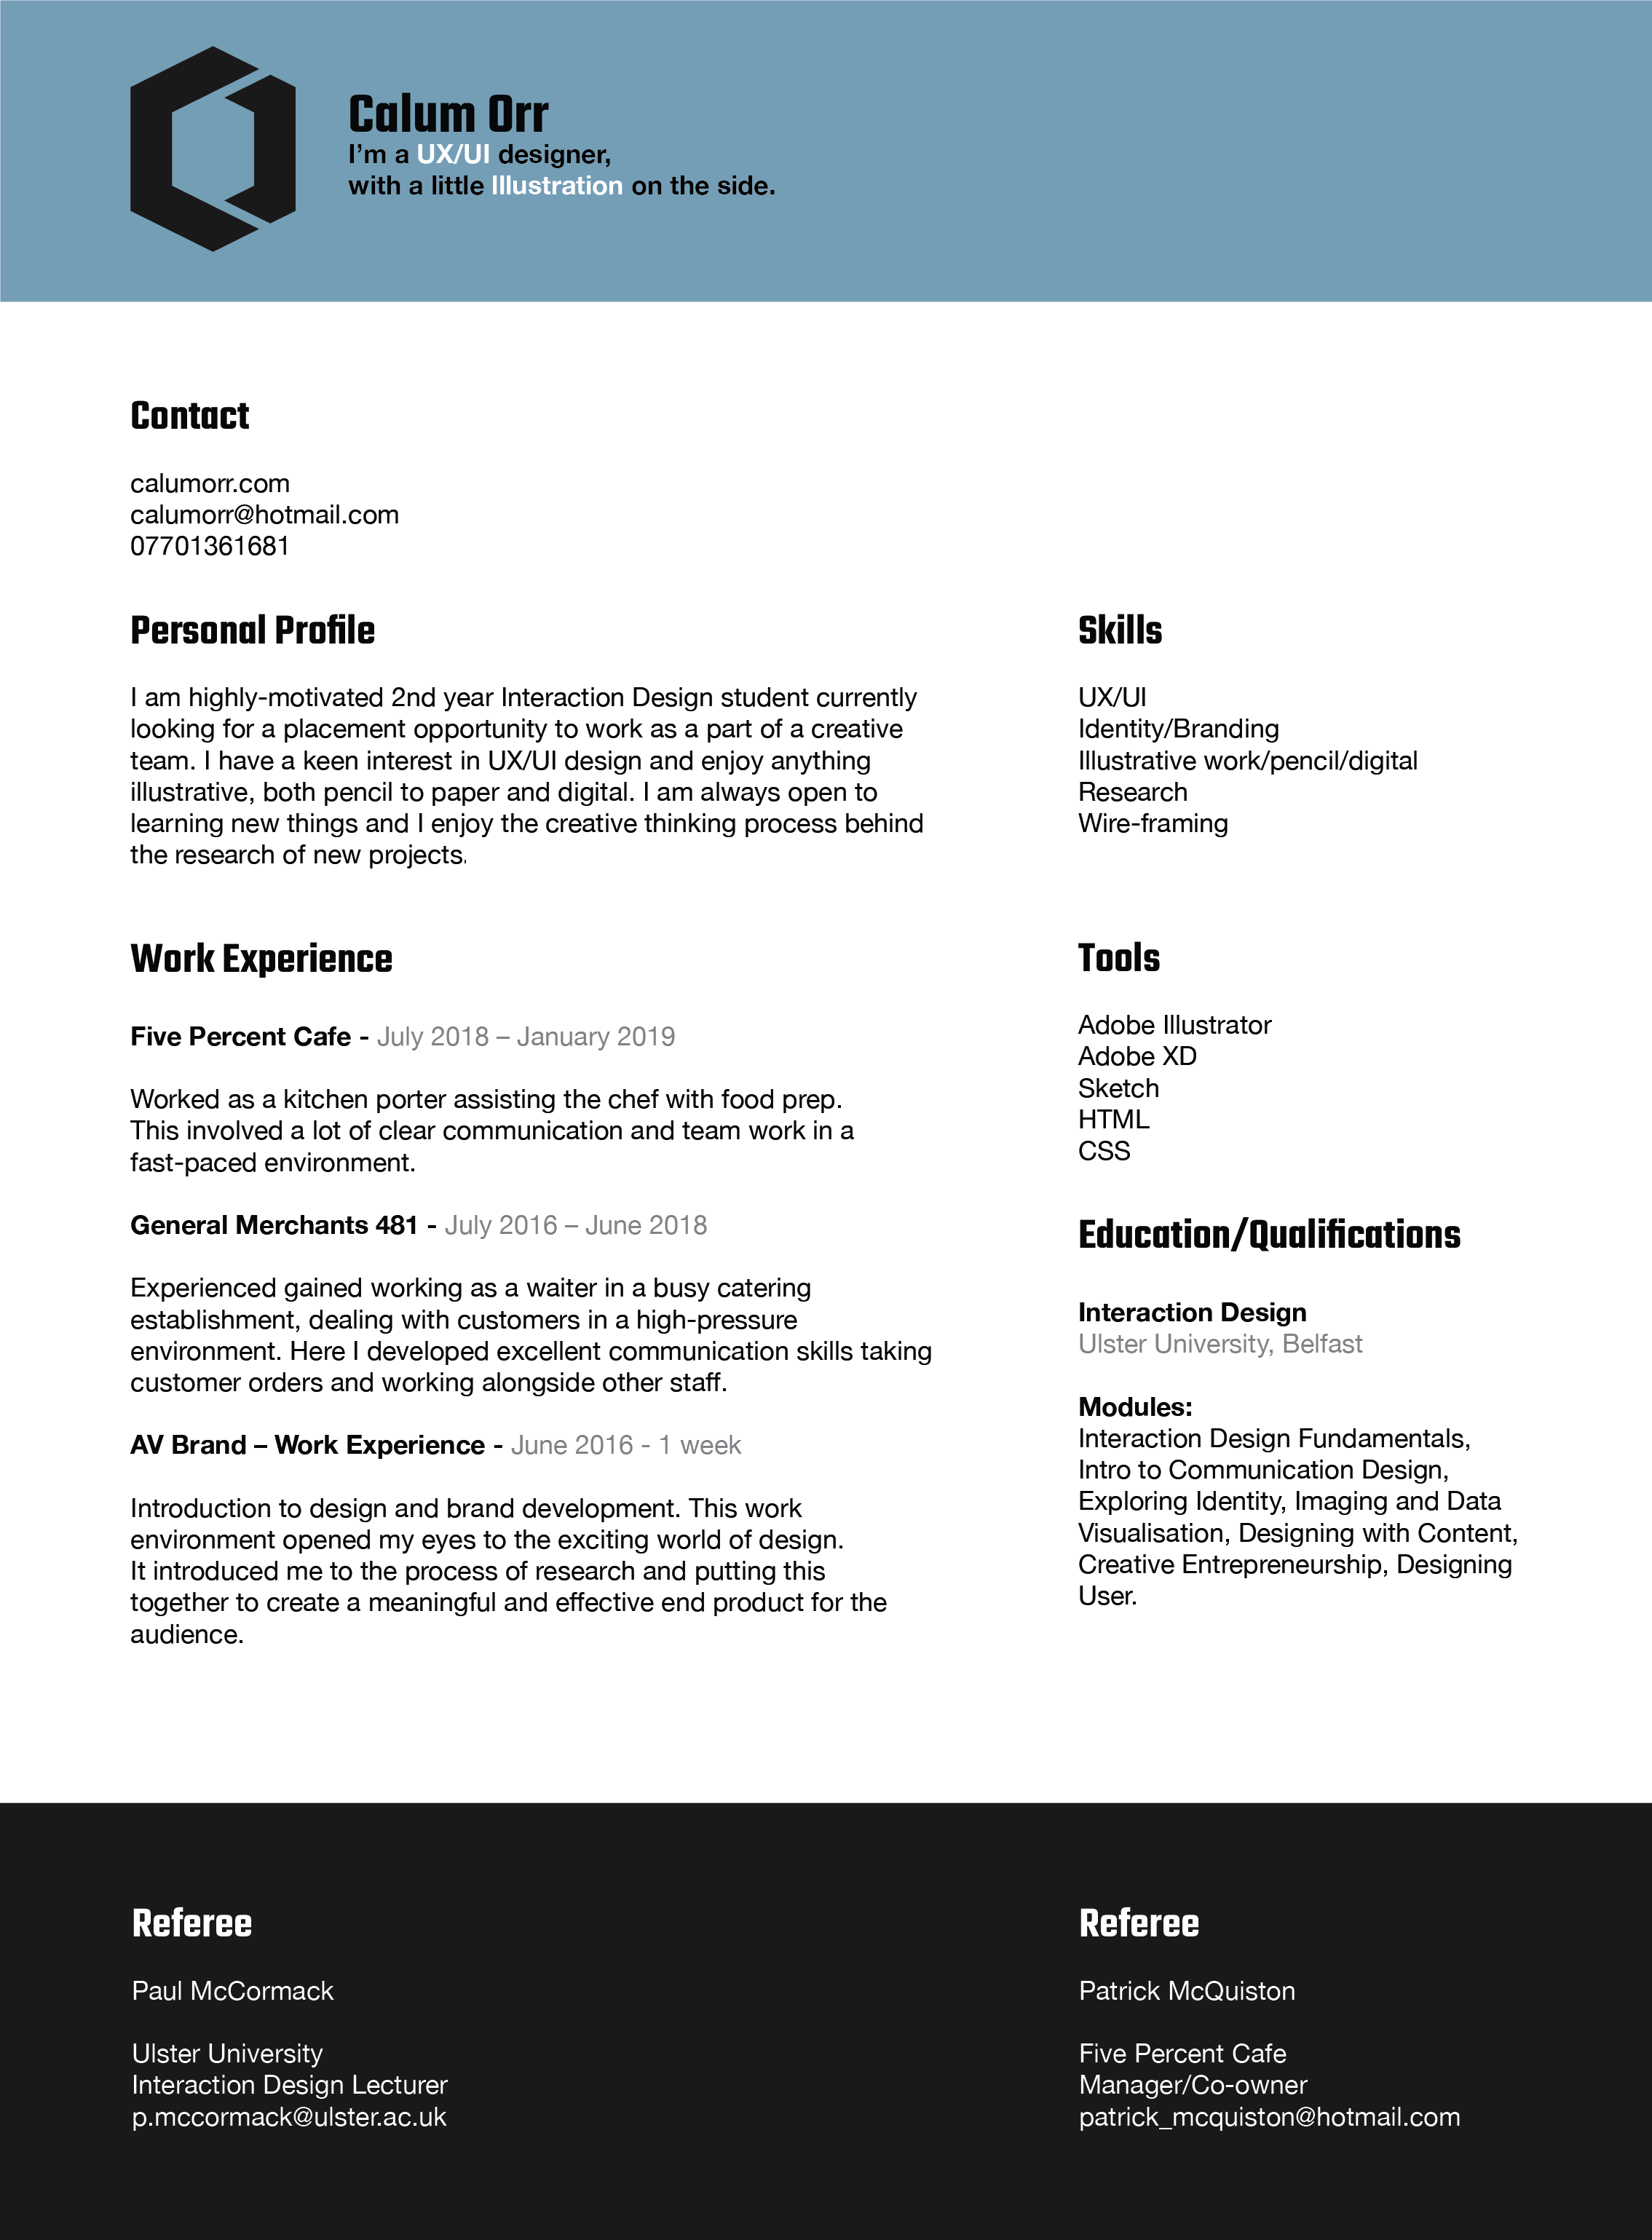 Calum Orr
I'm a UX/UI designer,
with a little Illustration on the side.
Contact
calumorr.com
calumorr@hotmail.com
07701361681
Personal Profile
I am highly-motivated 2nd year Interaction Design student currently
looking for a placement opportunity to work as a part of a creative
team. I have a keen interest in UX/UI design and enjoy anything
illustrative, both pencil to paper and digital. I am always open to
learning new things and I enjoy the creative thinking process behind
the research of new projects.
Skills
UX/UI
Identity/Branding
Illustrative work/pencil/digital
Research
Wire-framing
Work Experience
Five Percent Cafe - July 2018 – January 2019
Worked as a kitchen porter assisting the chef with food prep.
This involved a lot of clear communication and team work in a
fast-paced environment.
General Merchants 481 - July 2016 – June 2018
Experienced gained working as a waiter in a busy catering
establishment, dealing with customers in a high-pressure
environment. Here I developed excellent communication skills taking
customer orders and working alongside other staff.
AV Brand – Work Experience - June 2016 - 1 week
Introduction to design and brand development. This work
environment opened my eyes to the exciting world of design.
It introduced me to the process of research and putting this
together to create a meaningful and effective end product for the
audience.
Tools
Adobe Illustrator
Adobe XD
Sketch
HTML
CSS
Education/Qualifications
Interaction Design
Ulster University, Belfast
Modules:
Interaction Design Fundamentals,
Intro to Communication Design,
Exploring Identity, Imaging and Data
Visualisation, Designing with Content,
Creative Entrepreneurship, Designing
User.
Referee
Paul McCormack
Ulster University
Interaction Design Lecturer
p.mccormack@ulster.ac.uk
Referee
Patrick McQuiston
Five Percent Cafe
Manager/Co-owner
patrick_mcquiston@hotmail.com